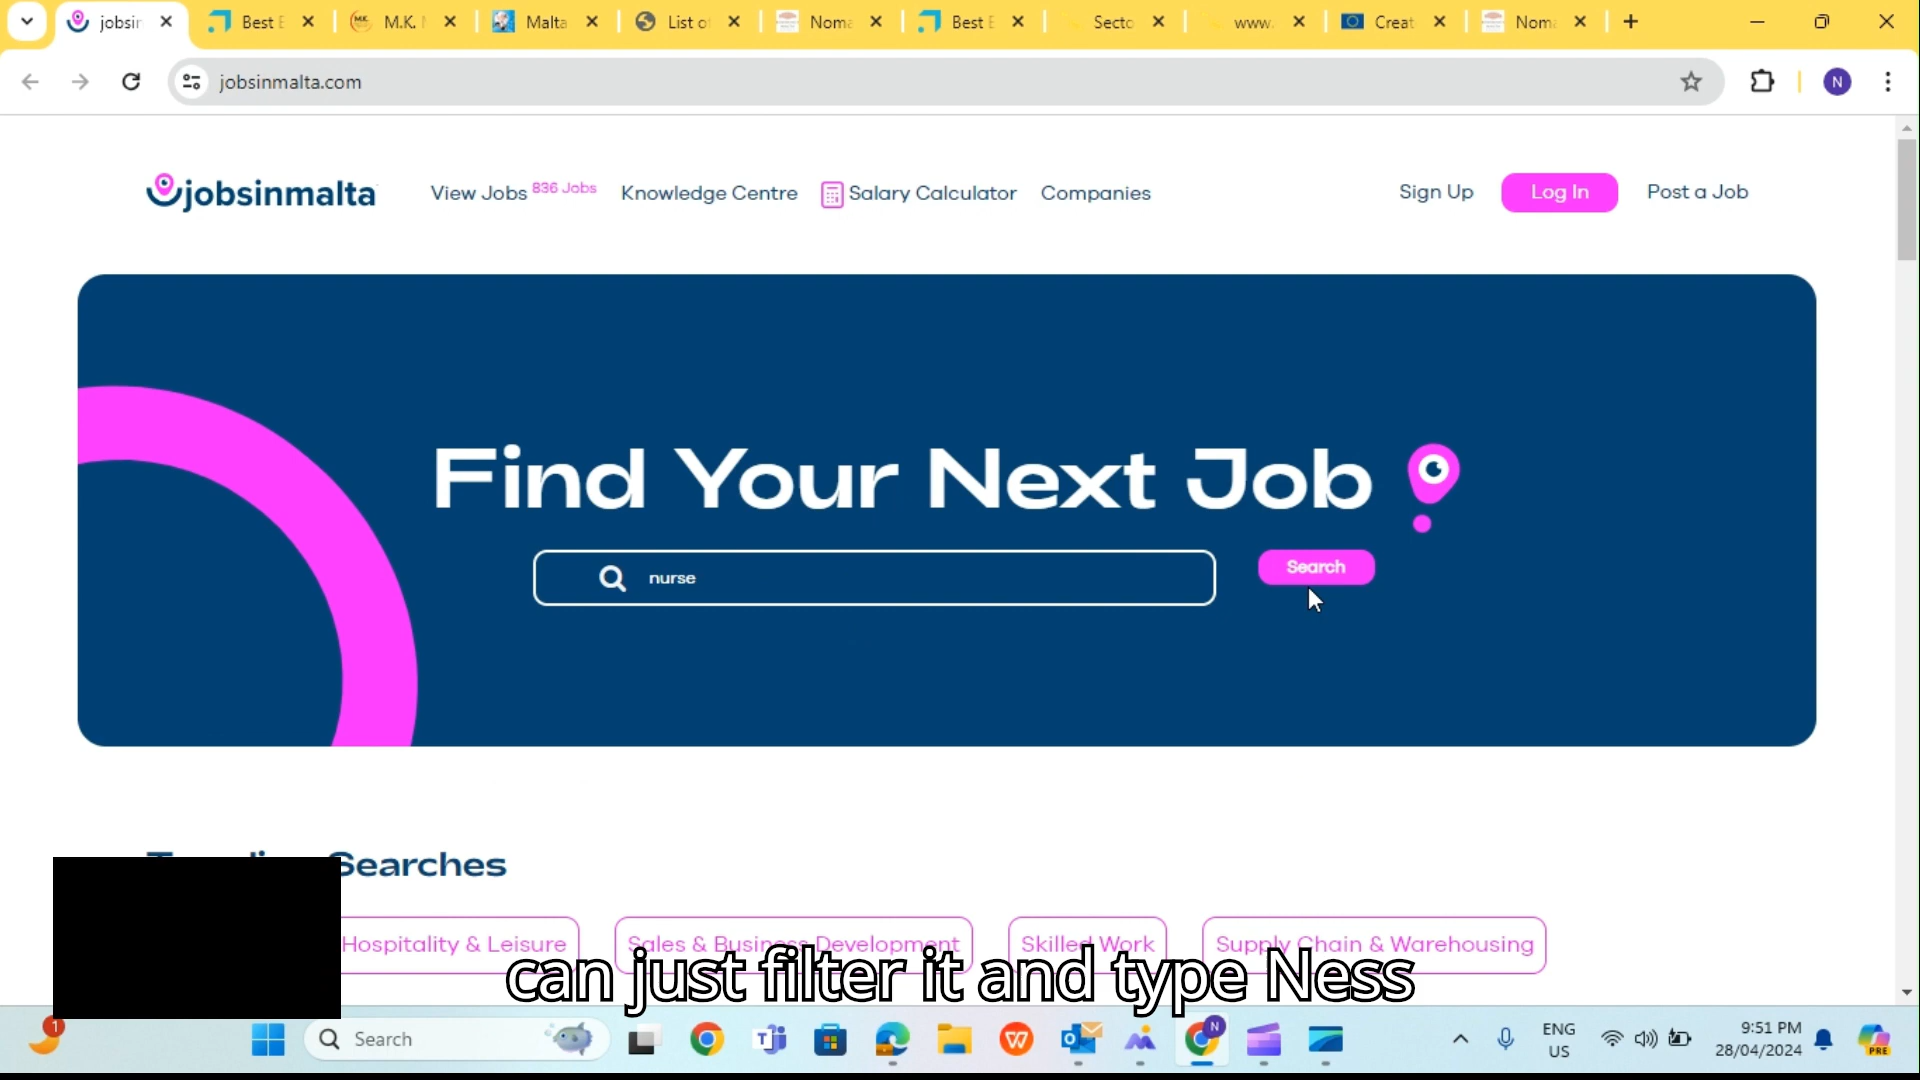 jobsin
Best E
M.K.
Malta
List o
Noma
Best E
Secto
www.
Creat
Noma
jobsinmalta.com
N
jobsinmalta
View Jobs 836 Jobs
Knowledge Centre
Salary Calculator
Companies
Sign Up
Log In
Post a Job
Find Your Next Job
nurse
Search
Searches
Hospitality & Leisure
Sales & Business Development
Skilled Work
Supply Chain & Warehousing
can just filter it and type Ness
1
Search
N
ENG
US
9:51 PM
28/04/2024
PRE